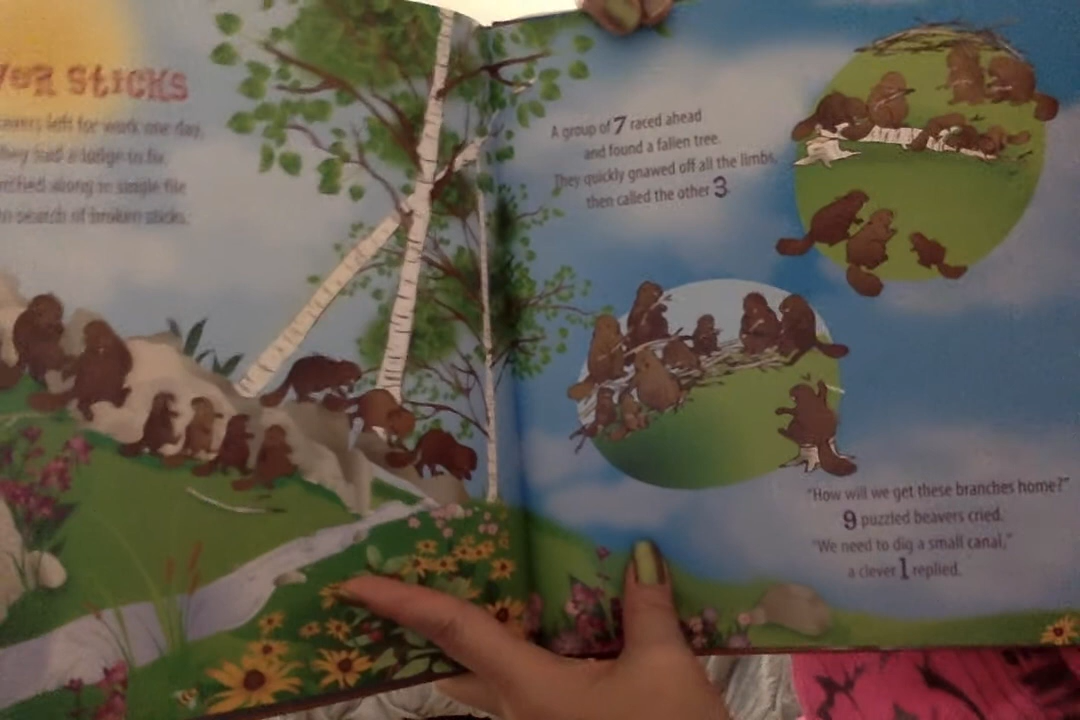 STICKS
eavers left for work one day.
they had a lodge to fix.
along in single file
in search of broken sticks.
A group of 7 raced ahead
and found a fallen tree.
They quickly gnawed off all the limbs,
then called the other 3.
"How will we get these branches home?"
9 puzzled beavers cried.
"We need to dig a small canal,"
a clever 1 replied.